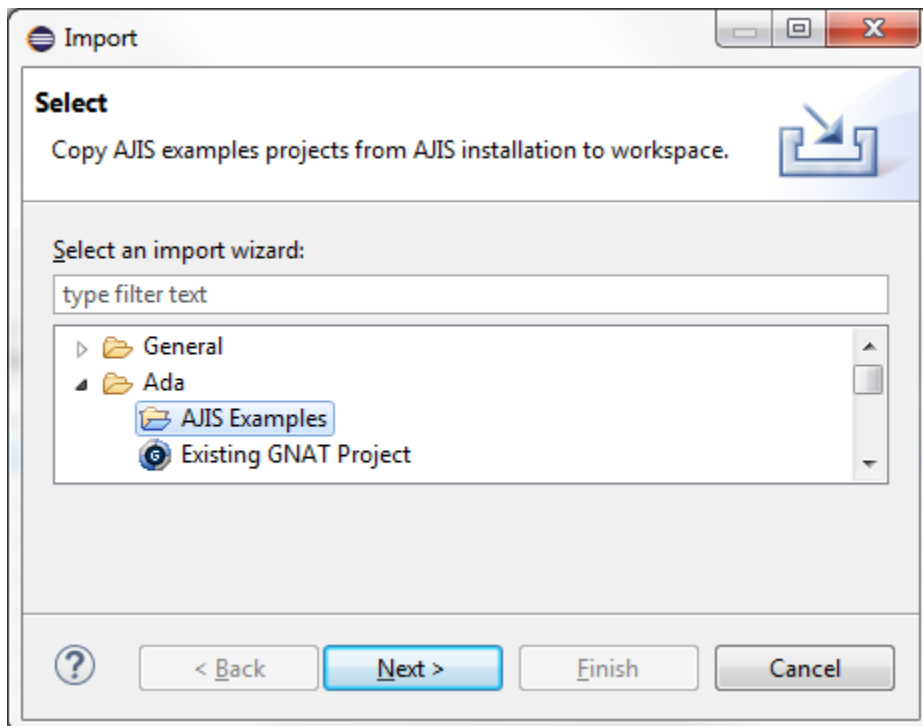 Import
Select
Copy AJIS examples projects from AJIS installation to workspace.
Select an import wizard:
type filter text
General
Ada
AJIS Examples
G Existing GNAT Project
? < Back Next > Finish Cancel